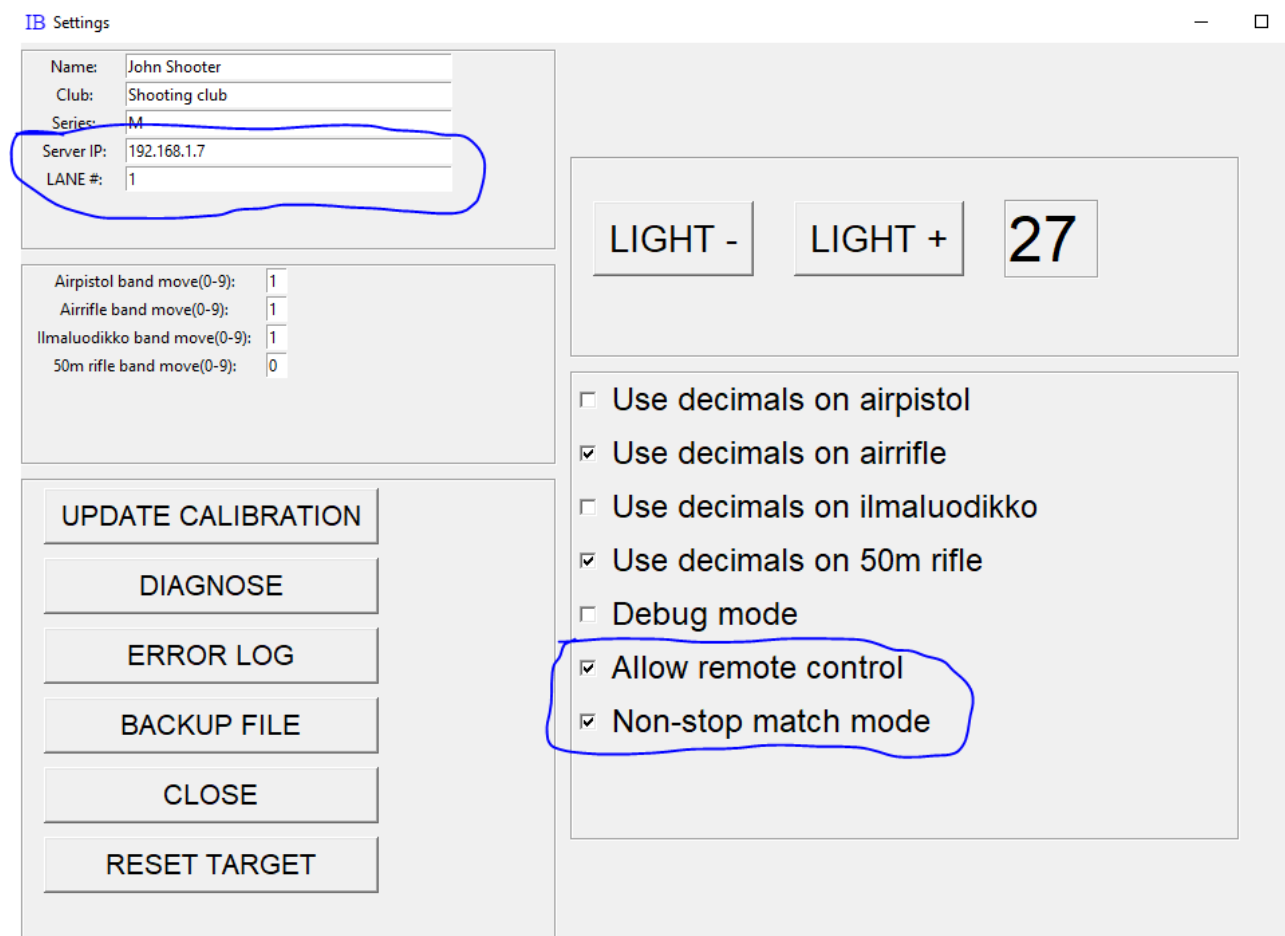 IB Settings
Name: John Shooter
Club: Shooting club
Series: M
Server IP: 192.168.1.7
LANE #: 1
LIGHT - LIGHT + 27
Airpistol band move(0-9): 1
Airrifle band move(0-9): 1
Ilmaluodikko band move(0-9): 1
50m rifle band move(0-9): 0
Use decimals on airpistol
Use decimals on airrifle
Use decimals on ilmaluodikko
Use decimals on 50m rifle
Debug mode
Allow remote control
Non-stop match mode
UPDATE CALIBRATION
DIAGNOSE
ERROR LOG
BACKUP FILE
CLOSE
RESET TARGET